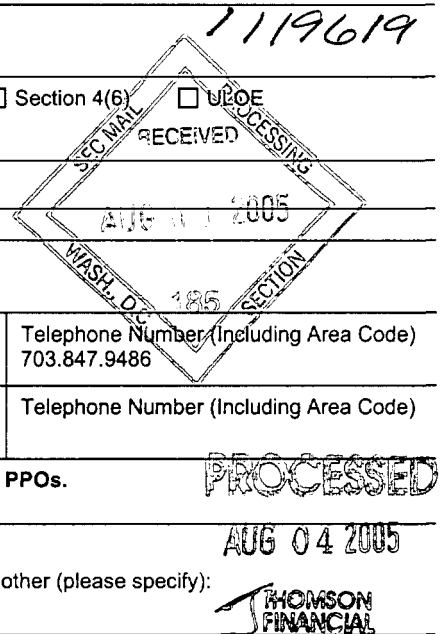 1119619
Section 4(6) ULOE
SEC MAIL PROCESSING
RECEIVED
AUG 2005
WASH., D.C. 185 SECTION
Telephone Number (Including Area Code)
703.847.9486
Telephone Number (Including Area Code)
PPOs.
PROCESSED
AUG 04 2005
other (please specify):
THOMSON
FINANCIAL